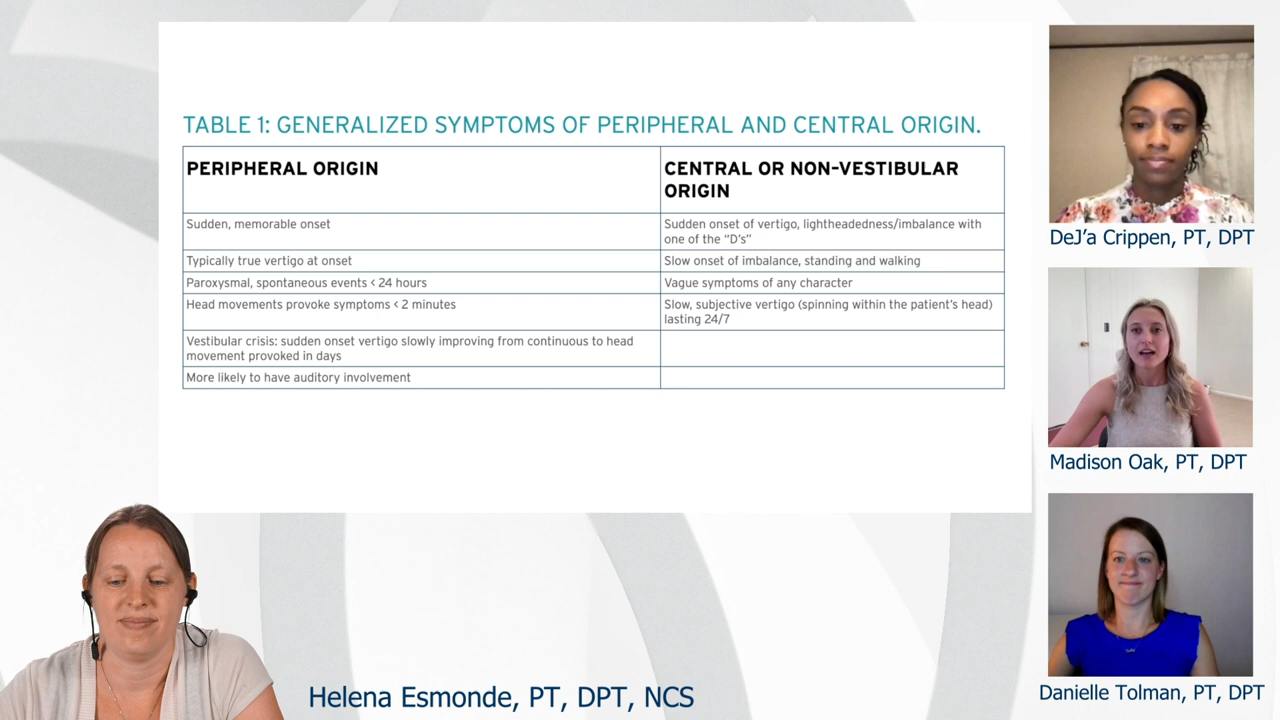 TABLE 1: GENERALIZED SYMPTOMS OF PERIPHERAL AND CENTRAL ORIGIN.
PERIPHERAL ORIGIN
CENTRAL OR NON-VESTIBULAR
ORIGIN
Sudden, memorable onset
Sudden onset of vertigo, lightheadedness/imbalance with
one of the “D’s”
Typically true vertigo at onset
Slow onset of imbalance, standing and walking
Paroxysmal, spontaneous events < 24 hours
Vague symptoms of any character
Head movements provoke symptoms < 2 minutes
Slow, subjective vertigo (spinning within the patient’s head)
lasting 24/7
Vestibular crisis: sudden onset vertigo slowly improving from continuous to head
movement provoked in days
More likely to have auditory involvement
DeJ’a Crippen, PT, DPT
Madison Oak, PT, DPT
Danielle Tolman, PT, DPT
Helena Esmonde, PT, DPT, NCS